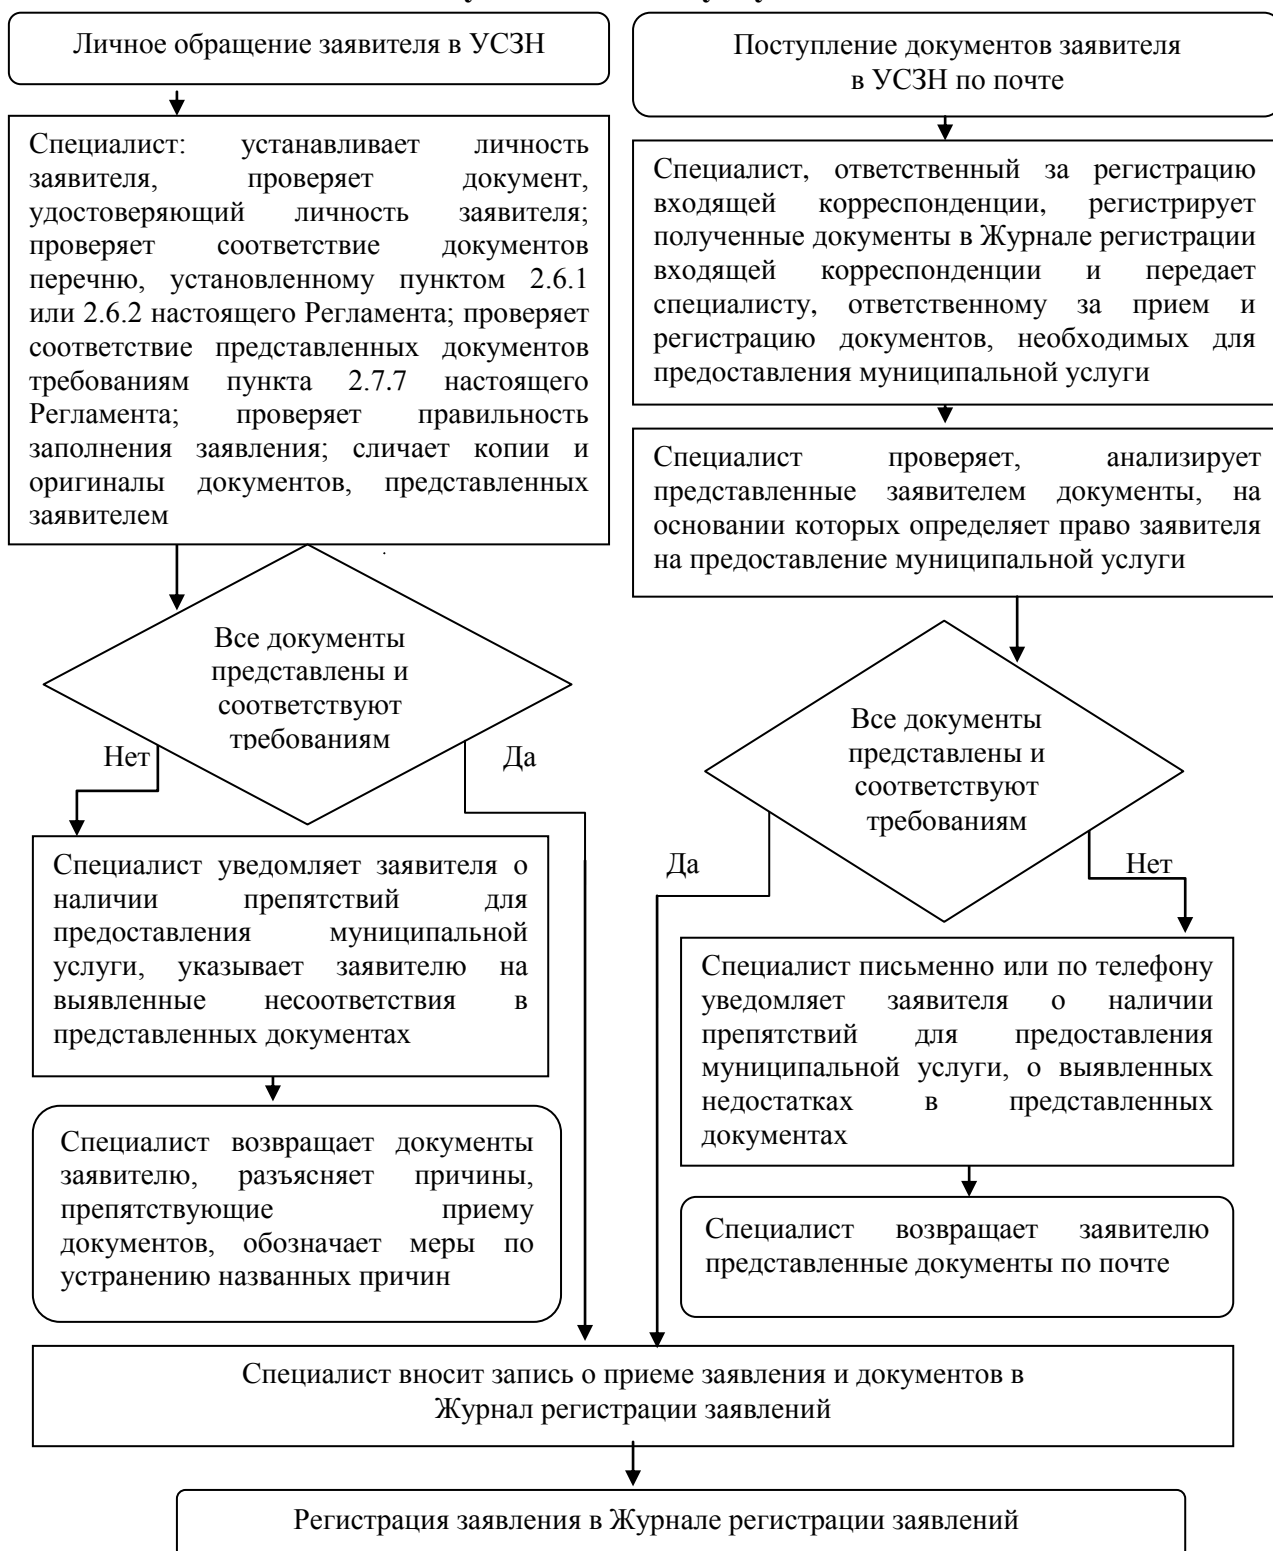 Личное обращение заявителя в УСЗН
Специалист: устанавливает личность
заявителя, проверяет документ,
удостоверяющий личность заявителя;
проверяет соответствие документов
перечню, установленному пунктом 2.6.1
или 2.6.2 настоящего Регламента; проверяет
соответствие представленных документов
требованиям пункта 2.7.7 настоящего
Регламента; проверяет правильность
заполнения заявления; сличает копии и
оригиналы документов, представленных
заявителем
Все документы
представлены и
соответствуют
требованиям
Нет
Да
Специалист уведомляет заявителя о
наличии препятствий для
предоставления муниципальной
услуги, указывает заявителю на
выявленные несоответствия в
представленных документах
Специалист возвращает документы
заявителю, разъясняет причины,
препятствующие приему
документов, обозначает меры по
устранению названных причин
Поступление документов заявителя
в УСЗН по почте
Специалист, ответственный за регистрацию
входящей корреспонденции, регистрирует
полученные документы в Журнале регистрации
входящей корреспонденции и передает
специалисту, ответственному за прием и
регистрацию документов, необходимых для
предоставления муниципальной услуги
Специалист проверяет, анализирует
представленные заявителем документы, на
основании которых определяет право заявителя
на предоставление муниципальной услуги
Все документы
представлены и
соответствуют
требованиям
Да
Нет
Специалист письменно или по телефону
уведомляет заявителя о наличии
препятствий для предоставления
муниципальной услуги, о выявленных
недостатках в представленных
документах
Специалист возвращает заявителю
представленные документы по почте
Специалист вносит запись о приеме заявления и документов в
Журнал регистрации заявлений
Регистрация заявления в Журнале регистрации заявлений